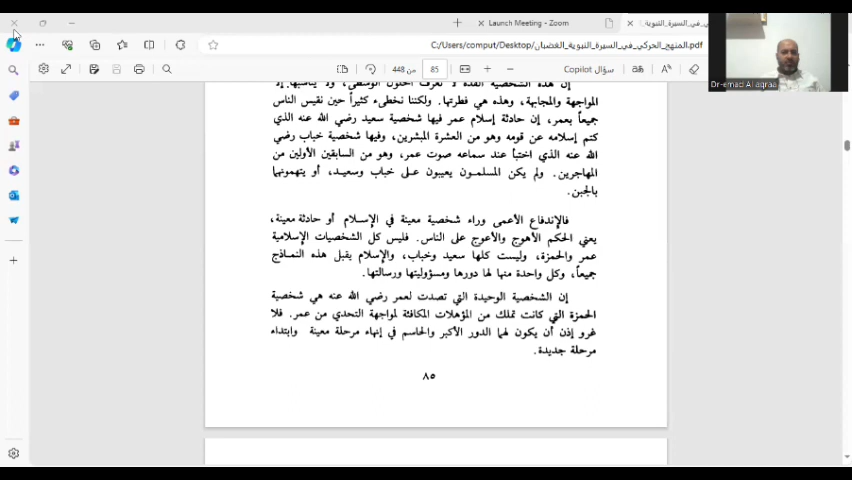 Launch Meeting - Zoom
C:/Users/comput/Desktop/المنهج_الحركي_في_السيرة_النبوية_الغضبان.pdf
سؤال Copilot
85
من 448
Dr-emad Al aqraa
إن هذه الشخصية الفذة لا تعرف الحلول الوسطى، ولا يناسبها. إلا
المواجهة والمجابهة، وهذه هي فطرتها. ولكننا نخطىء كثيراً حين نقيس الناس
جميعاً بعمر، إن حادثة إسلام عمر فيها شخصية سعيد رضي الله عنه الذي
كتم إسلامه عن قومه وهو من العشرة المبشرين، وفيها شخصية خباب رضي
الله عنه الذي اختبأ عند سماعه صوت عمر، وهو من السابقين الأولين من
المهاجرين. ولم يكن المسلمون يعيبون على خباب وسعيد، أو يتهمونهما
بالجبن.
فالإندفاع الأعمى وراء شخصية معينة في الإسلام أو حادثة معينة،
يعني الحكم الأهوج والأعوج على الناس. فليس كل الشخصيات الإسلامية
عمر والحمزة، وليست كلها سعيد وخباب، والإسلام يقبل هذه النماذج
جميعاً، وكل واحدة منها لها دورها ومسؤوليتها ورسالتها.
إن الشخصية الوحيدة التي تصدت لعمر رضي الله عنه هي شخصية
الحمزة التي كانت تملك من المؤهلات المكافئة لمواجهة التحدي من عمر. فلا
غرو إذن أن يكون لهما الدور الأكبر والحاسم في إنهاء مرحلة معينة وابتداء
مرحلة جديدة.
٨٥